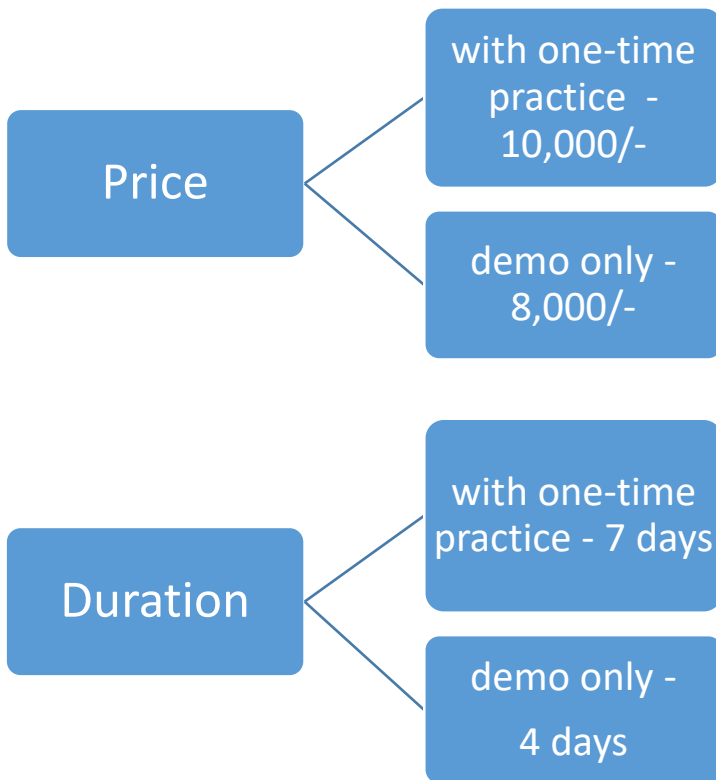 Price
with one-time
practice  -
10,000/-
demo only -
8,000/-
Duration
with one-time
practice - 7 days
demo only -
4 days